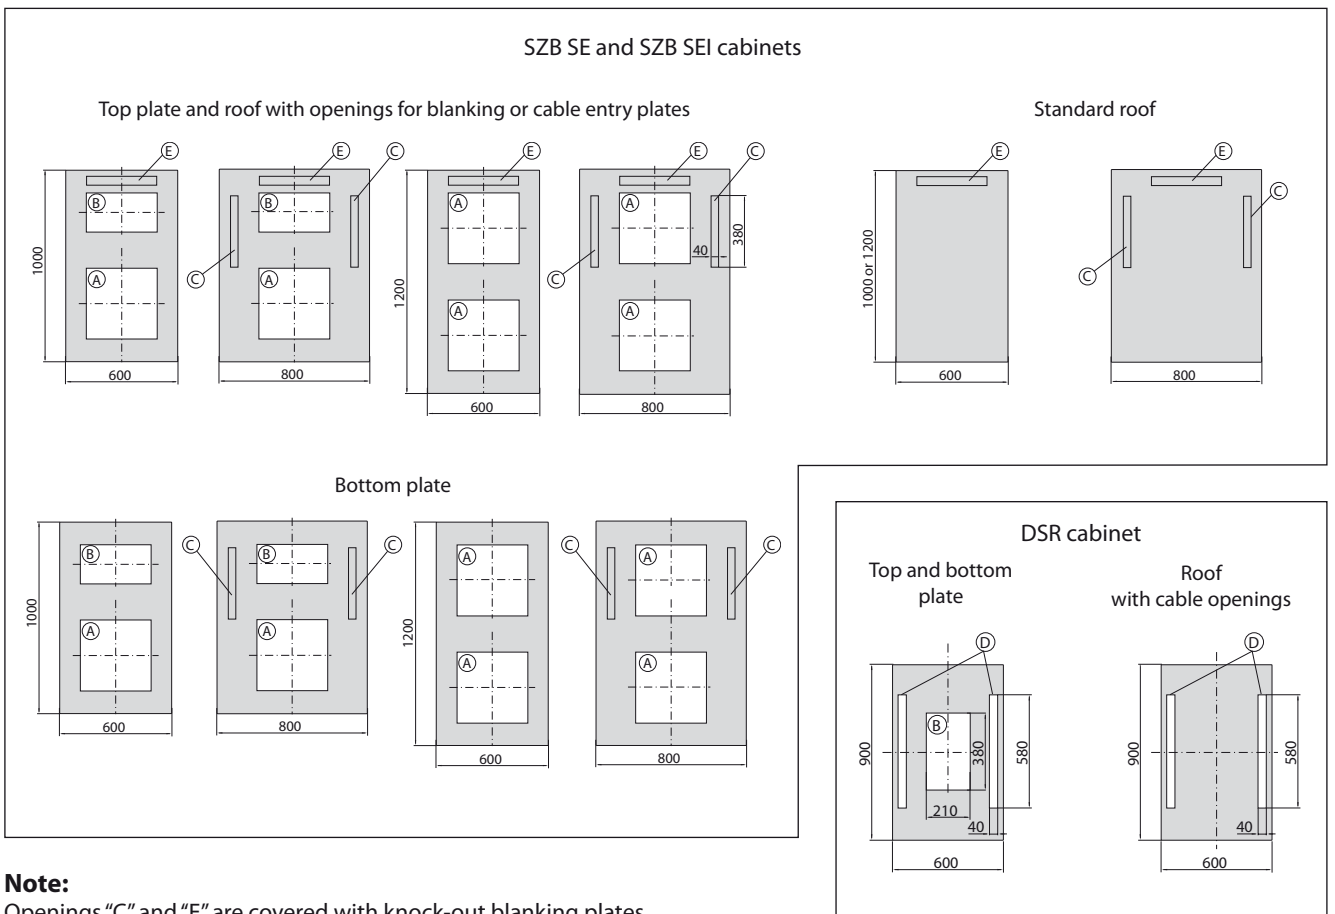 SZB SE and SZB SEI cabinets
Top plate and roof with openings for blanking or cable entry plates
Standard roof
E
E
C
E
E
C
E
E
B
B
A
A
C
1000
A
A
C
1200
A
A
40
380
C
1000 or 1200
C
600
800
600
800
600
800
Bottom plate
C
C
C
C
B
B
A
A
1000
A
A
1200
A
A
600
800
600
800
DSR cabinet
Top and bottom
plate
Roof
with cable openings
D
D
B
900
380
580
210
40
600
900
580
40
600
Note:
Openings “C” and “E” are covered with knock-out blanking plates